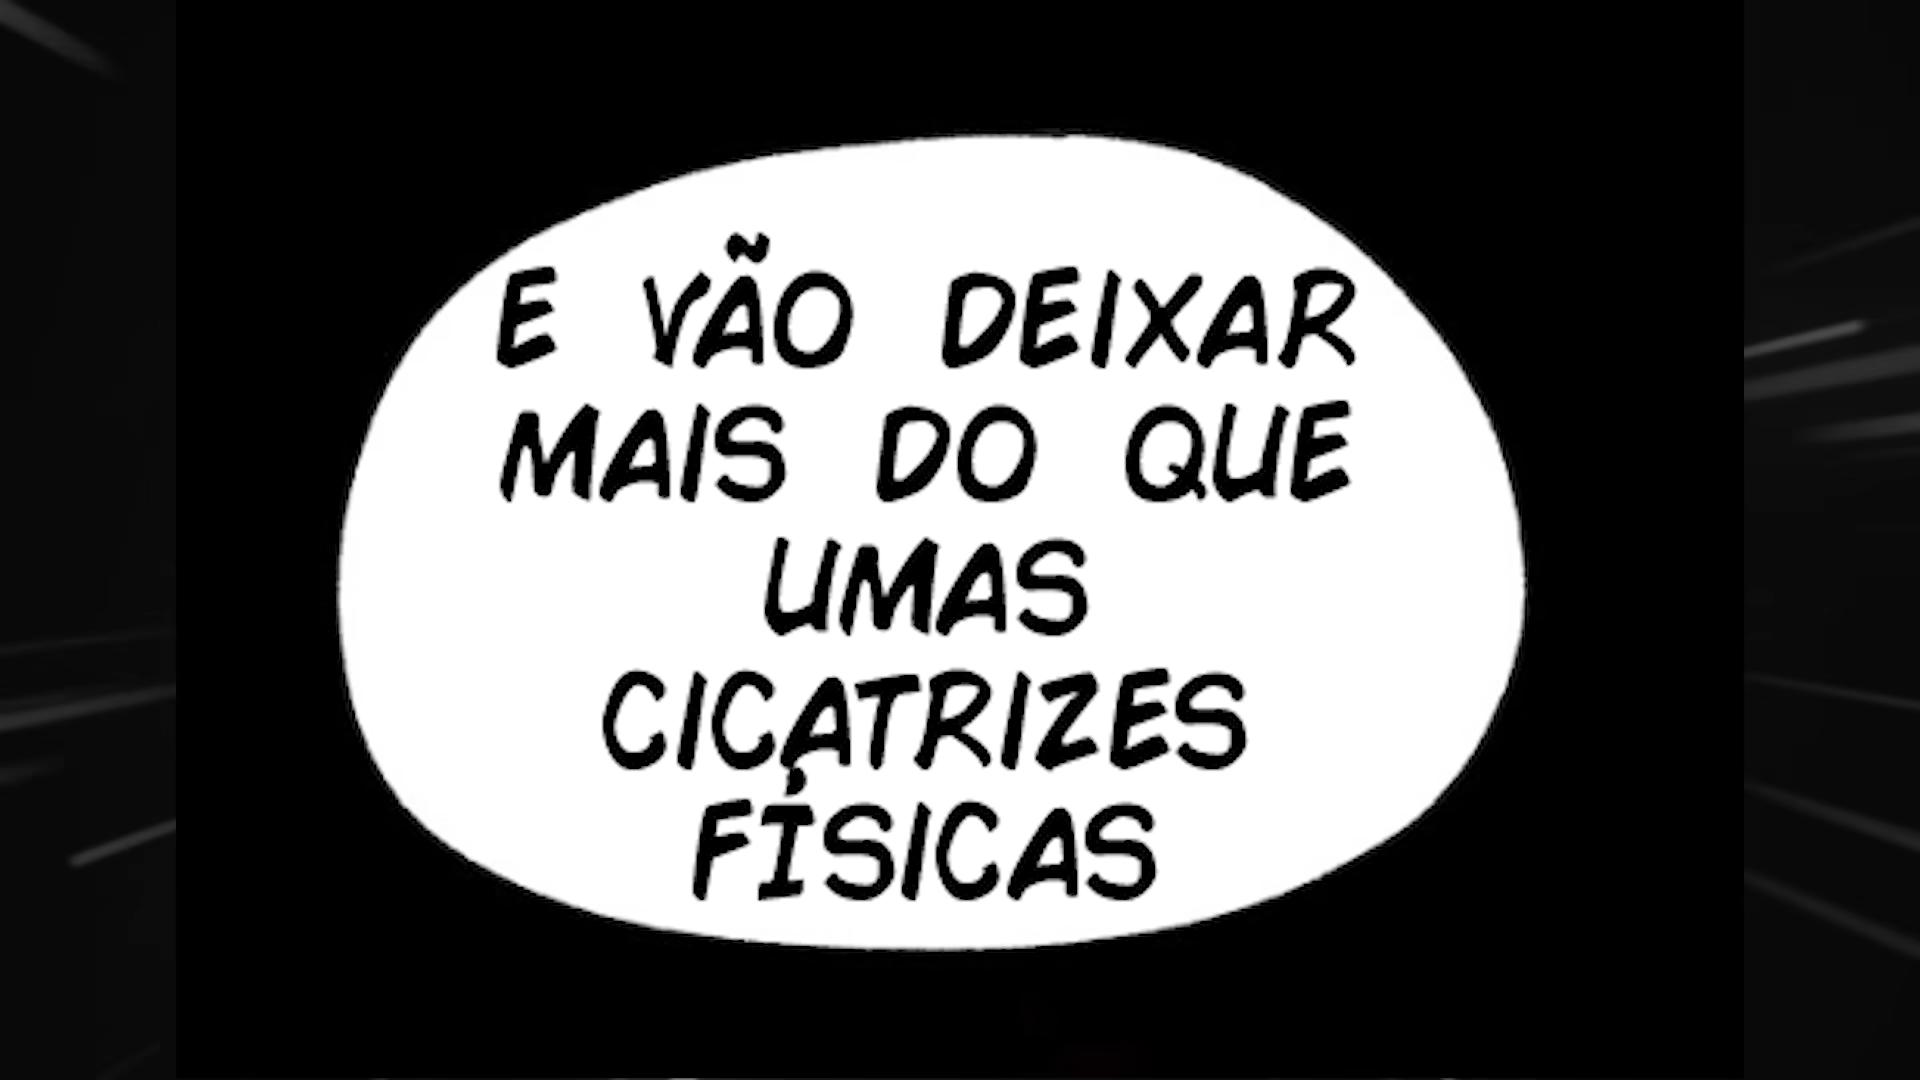 E VÃO DEIXAR
MAIS DO QUE
UMAS
CICATRIZES
FÍSICAS